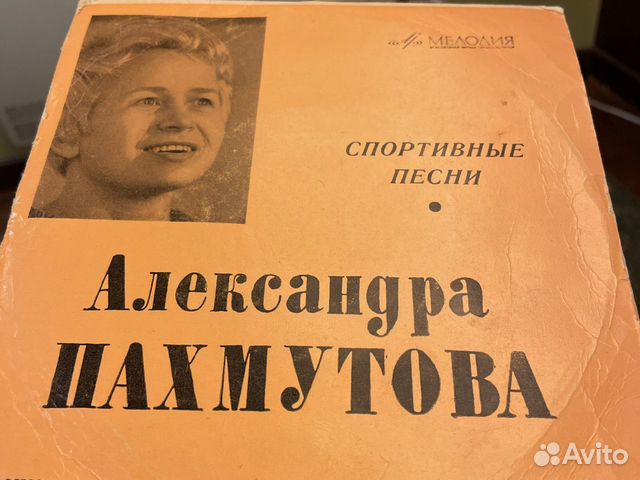 МЕЛОДИЯ
СПОРТИВНЫЕ
ПЕСНИ
Александра
ПАХМУТОВА
Avito